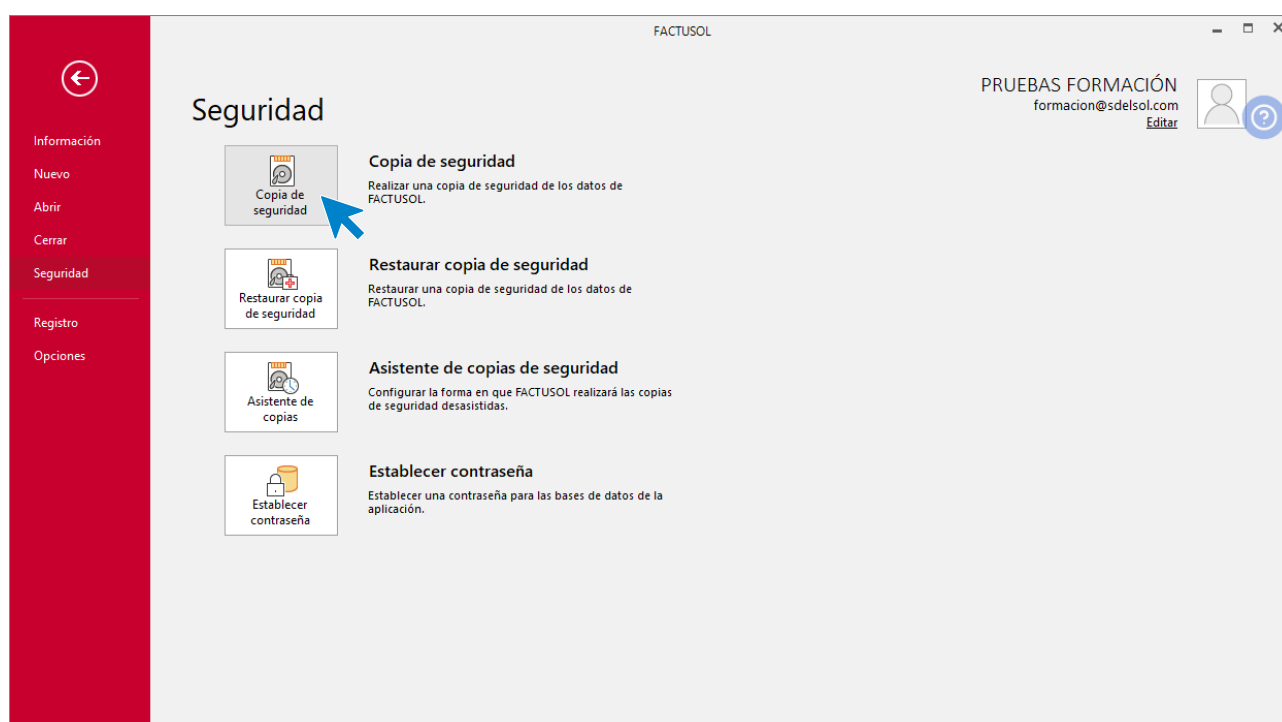 FACTUSOL
PRUEBAS FORMACIÓN
formacion@sdelsol.com
Editar
Información
Nuevo
Abrir
Cerrar
Seguridad
Registro
Opciones
Seguridad
Copia de
seguridad
Copia de seguridad
Realizar una copia de seguridad de los datos de
FACTUSOL.
Restaurar copia
de seguridad
Restaurar copia de seguridad
Restaurar una copia de seguridad de los datos de
FACTUSOL.
Asistente de
copias
Asistente de copias de seguridad
Configurar la forma en que FACTUSOL realizará las copias
de seguridad desasistidas.
Establecer
contraseña
Establecer contraseña
Establecer una contraseña para las bases de datos de la
aplicación.